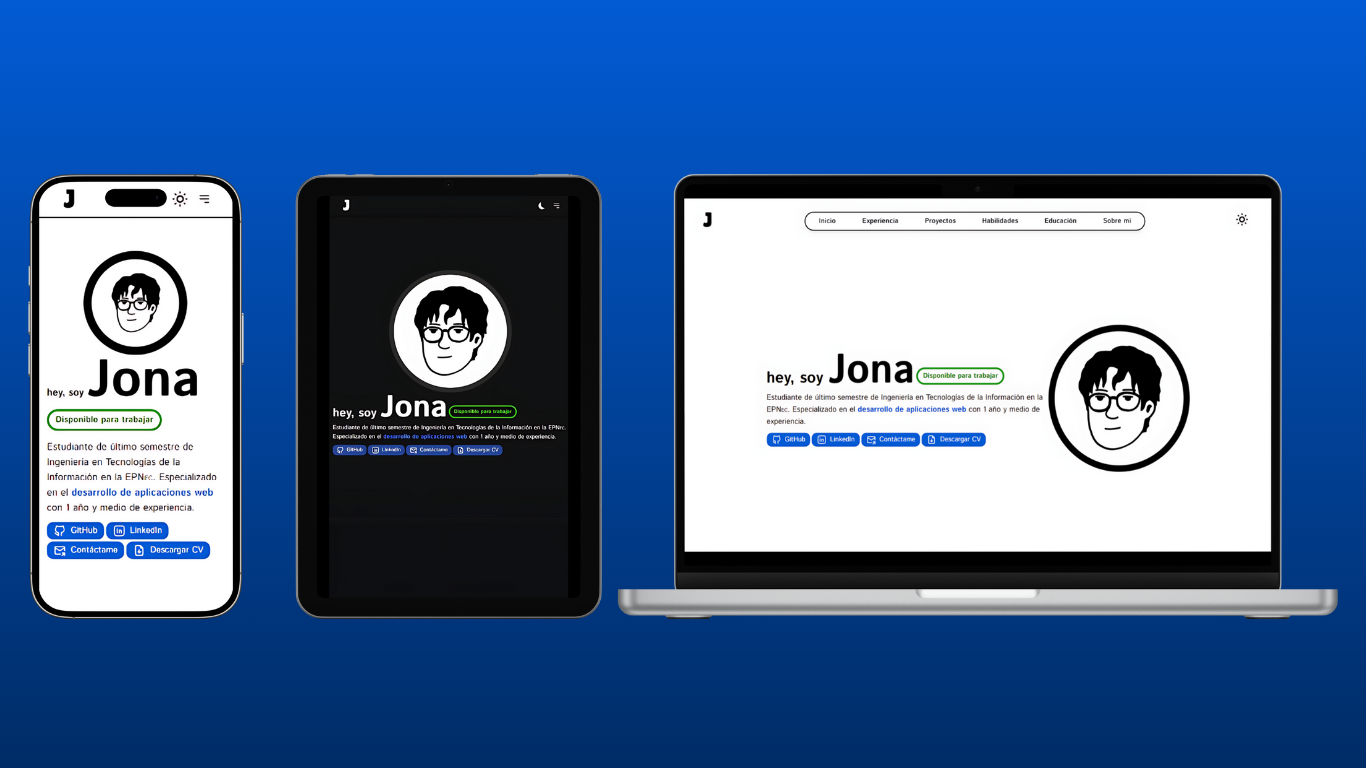 J
hey, soy Jona
Disponible para trabajar
Estudiante de último semestre de
Ingeniería en Tecnologías de la
Información en la EPNEC. Especializado
en el desarrollo de aplicaciones web
con 1 año y medio de experiencia.
GitHub LinkedIn
Contáctame Descargar CV
J
hey, soy Jona Disponible para trabajar
Estudiante de último semestre de Ingeniería en Tecnologías de la Información en la EPNEC.
Especializado en el desarrollo de aplicaciones web con 1 año y medio de experiencia.
GitHub LinkedIn Contáctame Descargar CV
J Inicio Experiencia Proyectos Habilidades Educación Sobre mí
hey, soy Jona Disponible para trabajar
Estudiante de último semestre de Ingeniería en Tecnologías de la Información en la
EPNEC. Especializado en el desarrollo de aplicaciones web con 1 año y medio de
experiencia.
GitHub LinkedIn Contáctame Descargar CV